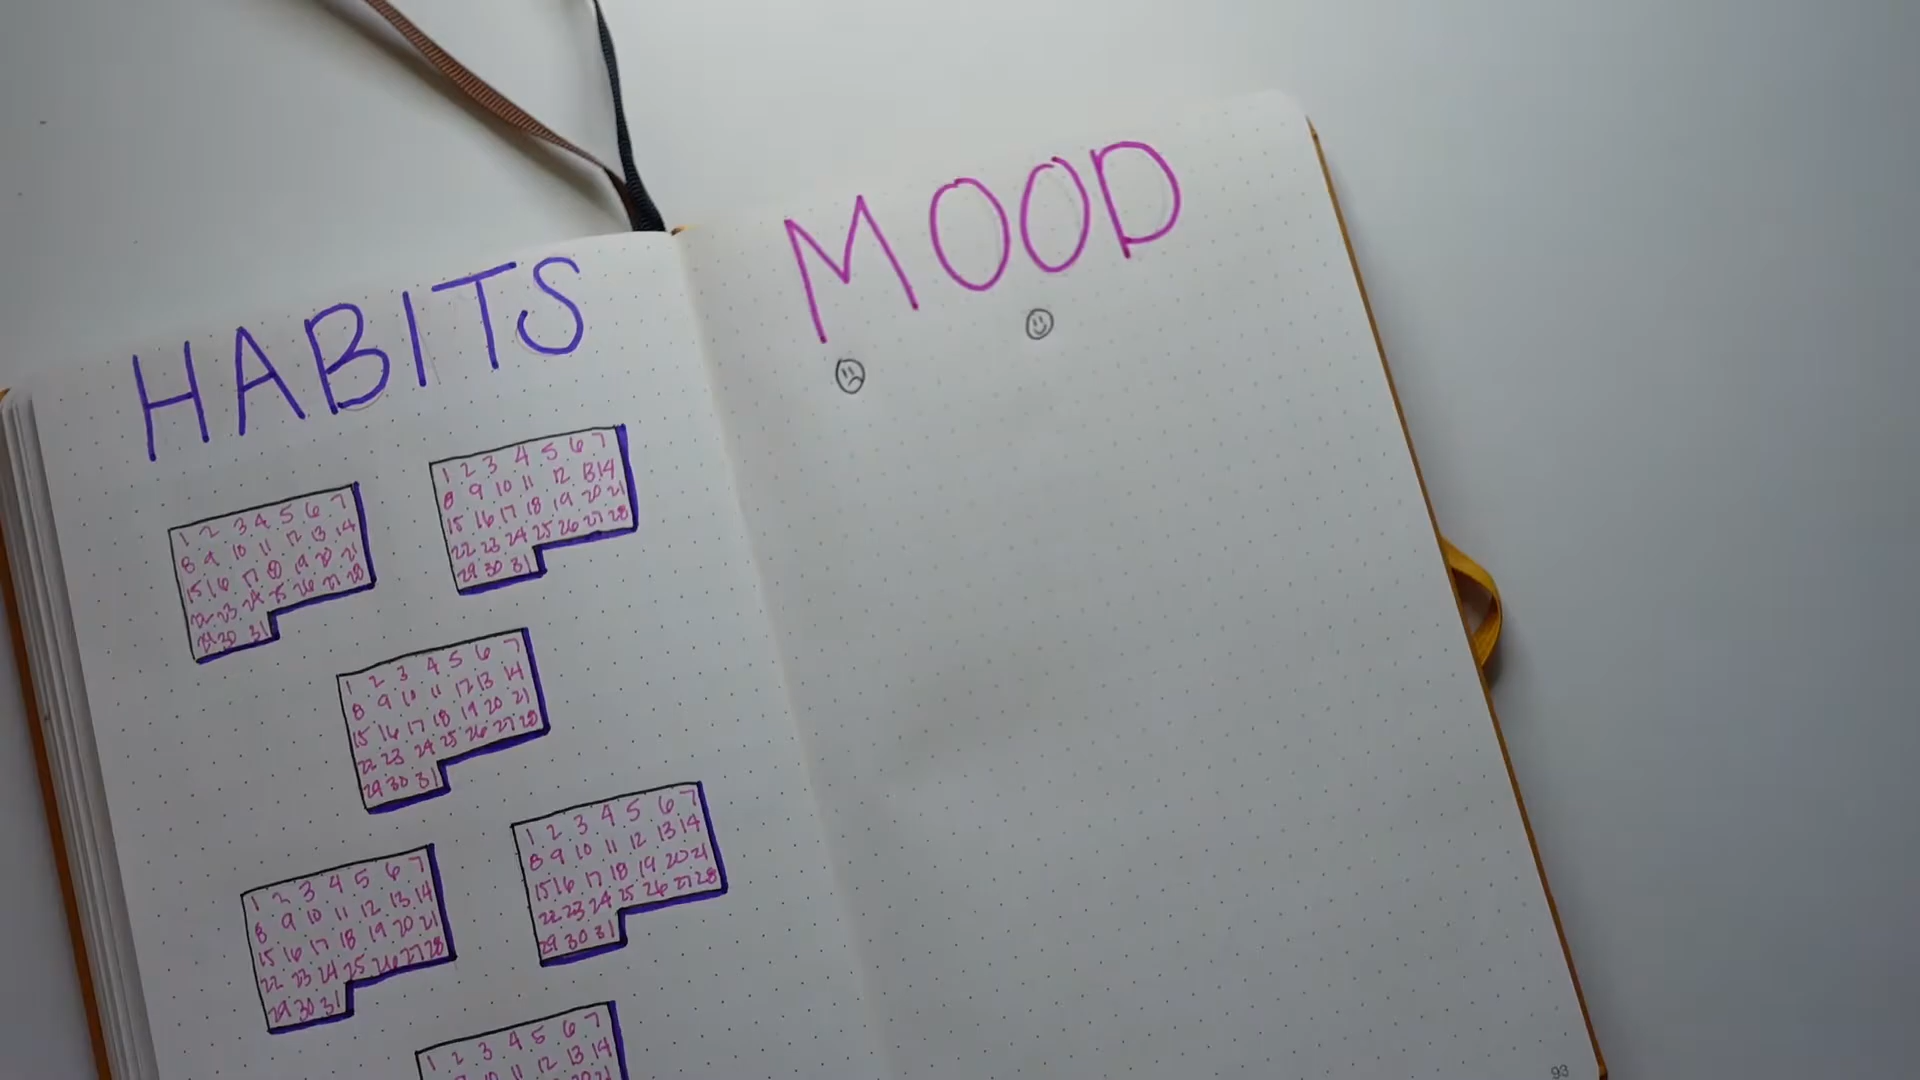 HABITS
1 2 3 4 5 6 7
8 9 10 11 12 13 14
15 16 17 18 19 20 21
22 23 24 25 26 27 28
29 30 31
1 2 3 4 5 6 7
8 9 10 11 12 13 14
15 16 17 18 19 20 21
22 23 24 25 26 27 28
29 30 31
1 2 3 4 5 6 7
8 9 10 11 12 13 14
15 16 17 18 19 20 21
22 23 24 25 26 27 28
29 30 31
1 2 3 4 5 6 7
8 9 10 11 12 13 14
15 16 17 18 19 20 21
22 23 24 25 26 27 28
29 30 31
1 2 3 4 5 6 7
8 9 10 11 12 13 14
15 16 17 18 19 20 21
22 23 24 25 26 27 28
29 30 31
1 2 3 4 5 6 7
10 11 12 13 14
20 21
MOOD
93